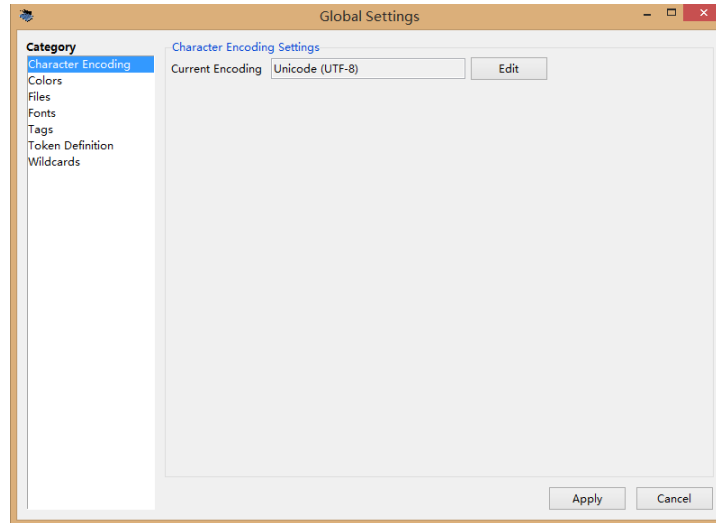 Global Settings
Category
Character Encoding
Colors
Files
Fonts
Tags
Token Definition
Wildcards
Character Encoding Settings
Current Encoding Unicode (UTF-8) Edit
Apply Cancel